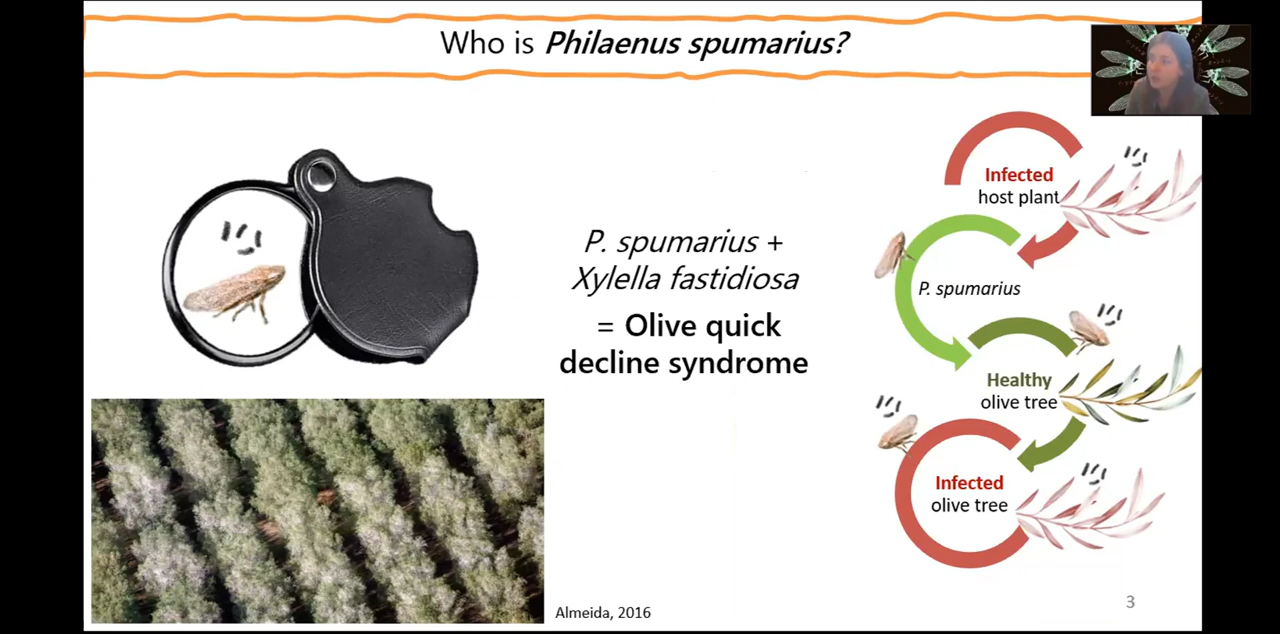 Who is Philaenus spumarius?
P. spumarius +
Xylella fastidiosa
= Olive quick
decline syndrome
Infected
host plant
P. spumarius
Healthy
olive tree
Infected
olive tree
Almeida, 2016
3